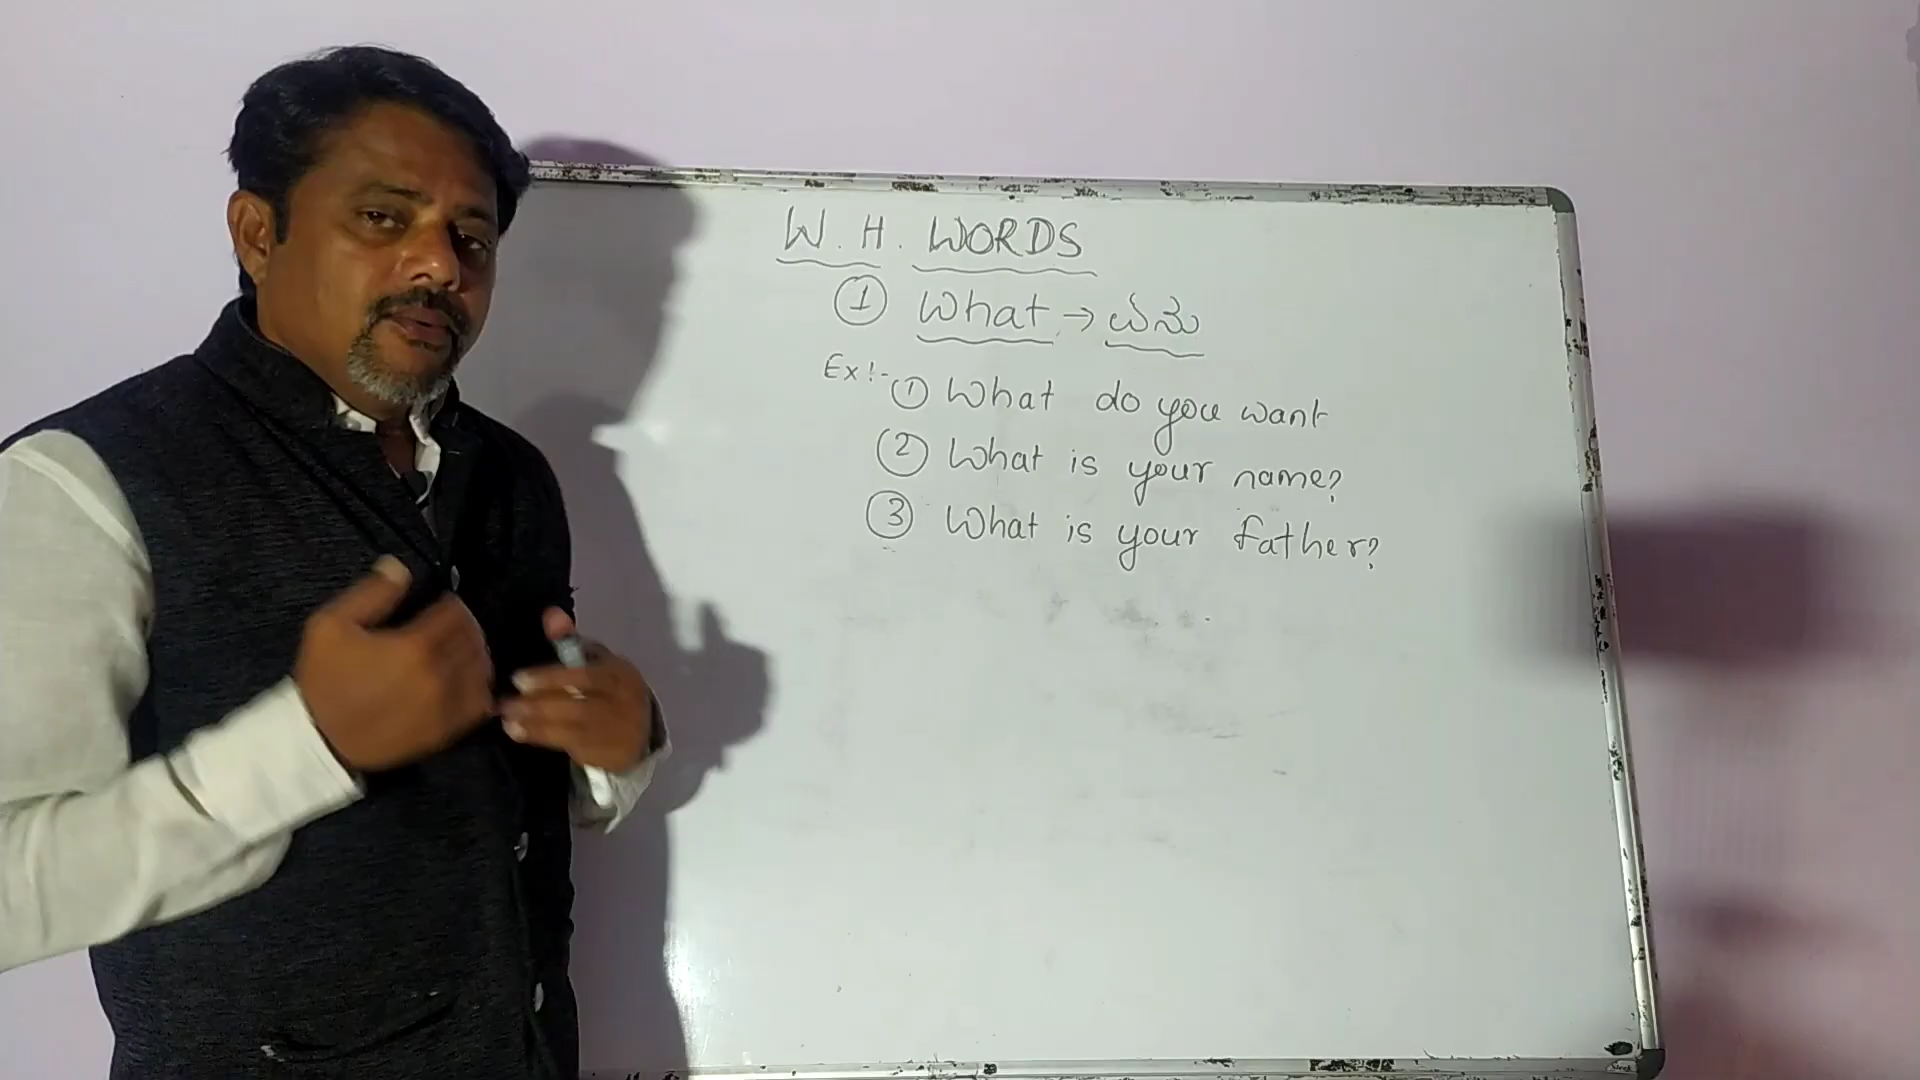 W. H. WORDS
① What → ఏమి
Ex:- ① What do you want
② What is your name?
③ What is your father?